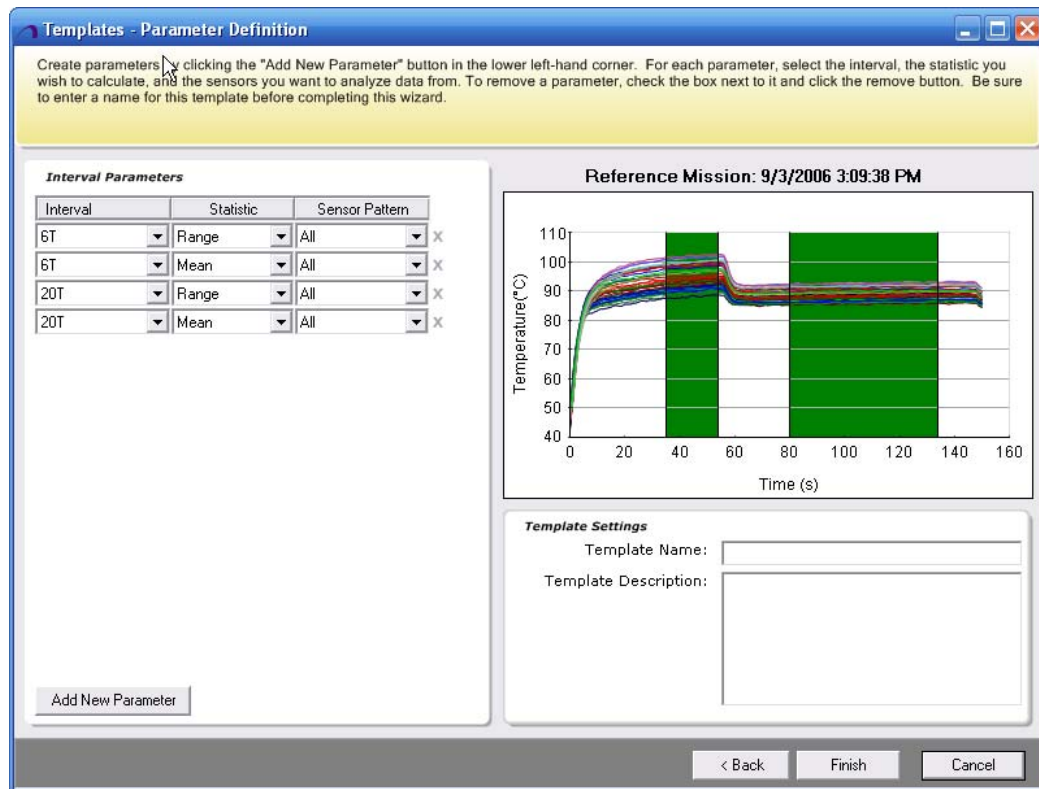 Templates - Parameter Definition
Create parameters by clicking the "Add New Parameter" button in the lower left-hand corner. For each parameter, select the interval, the statistic you
wish to calculate, and the sensors you want to analyze data from. To remove a parameter, check the box next to it and click the remove button. Be sure
to enter a name for this template before completing this wizard.
Interval Parameters
Interval Statistic Sensor Pattern
6T Range All X
6T Mean All X
20T Range All X
20T Mean All X
Add New Parameter
Reference Mission: 9/3/2006 3:09:38 PM
Temperature(°C)
110
100
90
80
70
60
50
40
0 20 40 60 80 100 120 140 160
Time (s)
Template Settings
Template Name:
Template Description:
< Back Finish Cancel